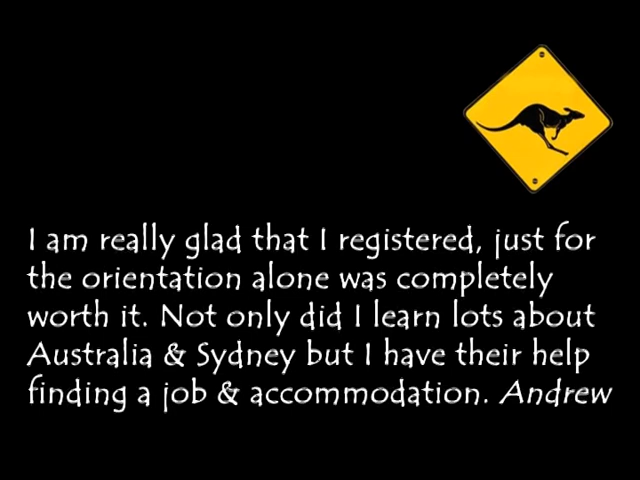 I am really glad that I registered, just for
the orientation alone was completely
worth it. Not only did I learn lots about
Australia & Sydney but I have their help
finding a job & accommodation. Andrew